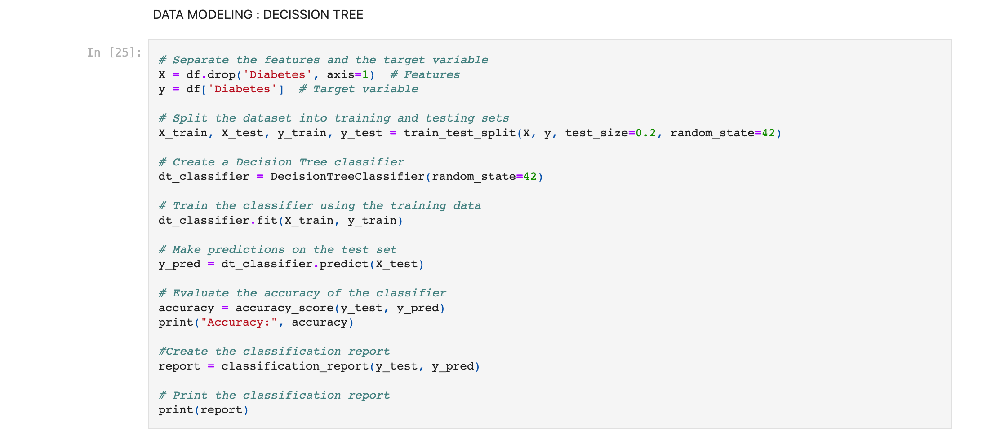 DATA MODELING : DECISSION TREE
In [25]:
# Separate the features and the target variable
X = df.drop('Diabetes', axis=1)  # Features
y = df['Diabetes']  # Target variable
# Split the dataset into training and testing sets
X_train, X_test, y_train, y_test = train_test_split(X, y, test_size=0.2, random_state=42)
# Create a Decision Tree classifier
dt_classifier = DecisionTreeClassifier(random_state=42)
# Train the classifier using the training data
dt_classifier.fit(X_train, y_train)
# Make predictions on the test set
y_pred = dt_classifier.predict(X_test)
# Evaluate the accuracy of the classifier
accuracy = accuracy_score(y_test, y_pred)
print("Accuracy:", accuracy)
#Create the classification report
report = classification_report(y_test, y_pred)
# Print the classification report
print(report)